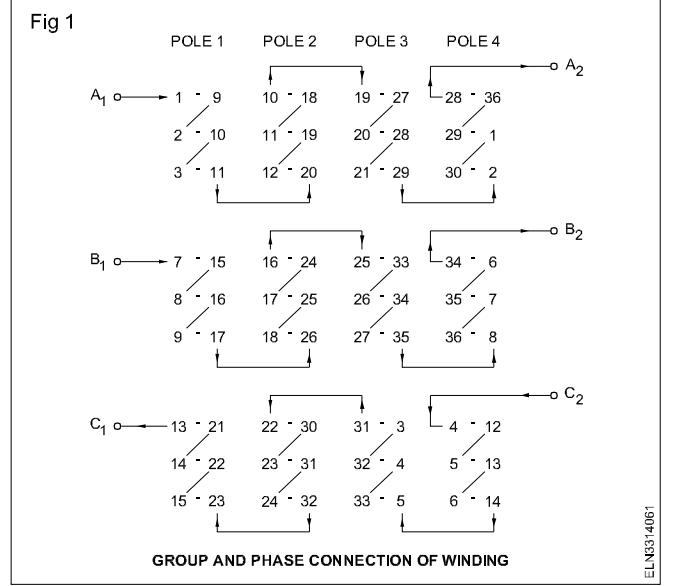 Fig 1
POLE 1 POLE 2 POLE 3 POLE 4
A2
A1 1 - 9 10 - 18 19 - 27 28 - 36
2 - 10 11 - 19 20 - 28 29 - 1
3 - 11 12 - 20 21 - 29 30 - 2
B2
B1 7 - 15 16 - 24 25 - 33 34 - 6
8 - 16 17 - 25 26 - 34 35 - 7
9 - 17 18 - 26 27 - 35 36 - 8
C2
C1 13 - 21 22 - 30 31 - 3 4 - 12
14 - 22 23 - 31 32 - 4 5 - 13
15 - 23 24 - 32 33 - 5 6 - 14
GROUP AND PHASE CONNECTION OF WINDING
ELN3314061